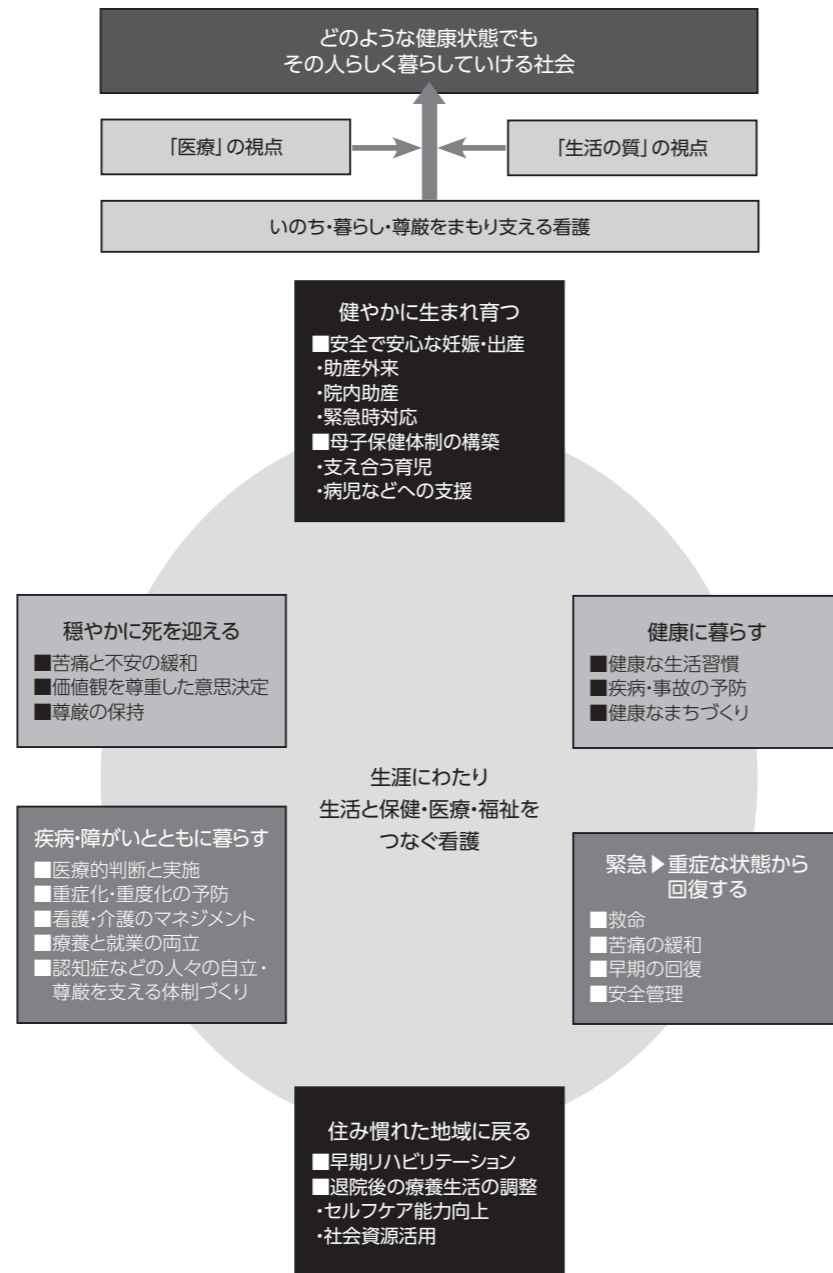 どのような健康状態でも
その人らしく暮らしていける社会
「医療」の視点
「生活の質」の視点
いのち・暮らし・尊厳をまもり支える看護
健やかに生まれ育つ
■安全で安心な妊娠・出産
・助産外来
・院内助産
・緊急時対応
■母子保健体制の構築
・支え合う育児
・病児などへの支援
穏やかに死を迎える
■苦痛と不安の緩和
■価値観を尊重した意思決定
■尊厳の保持
健康に暮らす
■健康な生活習慣
■疾病・事故の予防
■健康なまちづくり
生涯にわたり
生活と保健・医療・福祉を
つなぐ看護
疾病・障がいとともに暮らす
■医療的判断と実施
■重症化・重度化の予防
■看護・介護のマネジメント
■療養と就業の両立
■認知症などの人々の自立・
尊厳を支える体制づくり
緊急▶重症な状態から
回復する
■救命
■苦痛の緩和
■早期の回復
■安全管理
住み慣れた地域に戻る
■早期リハビリテーション
■退院後の療養生活の調整
・セルフケア能力向上
・社会資源活用